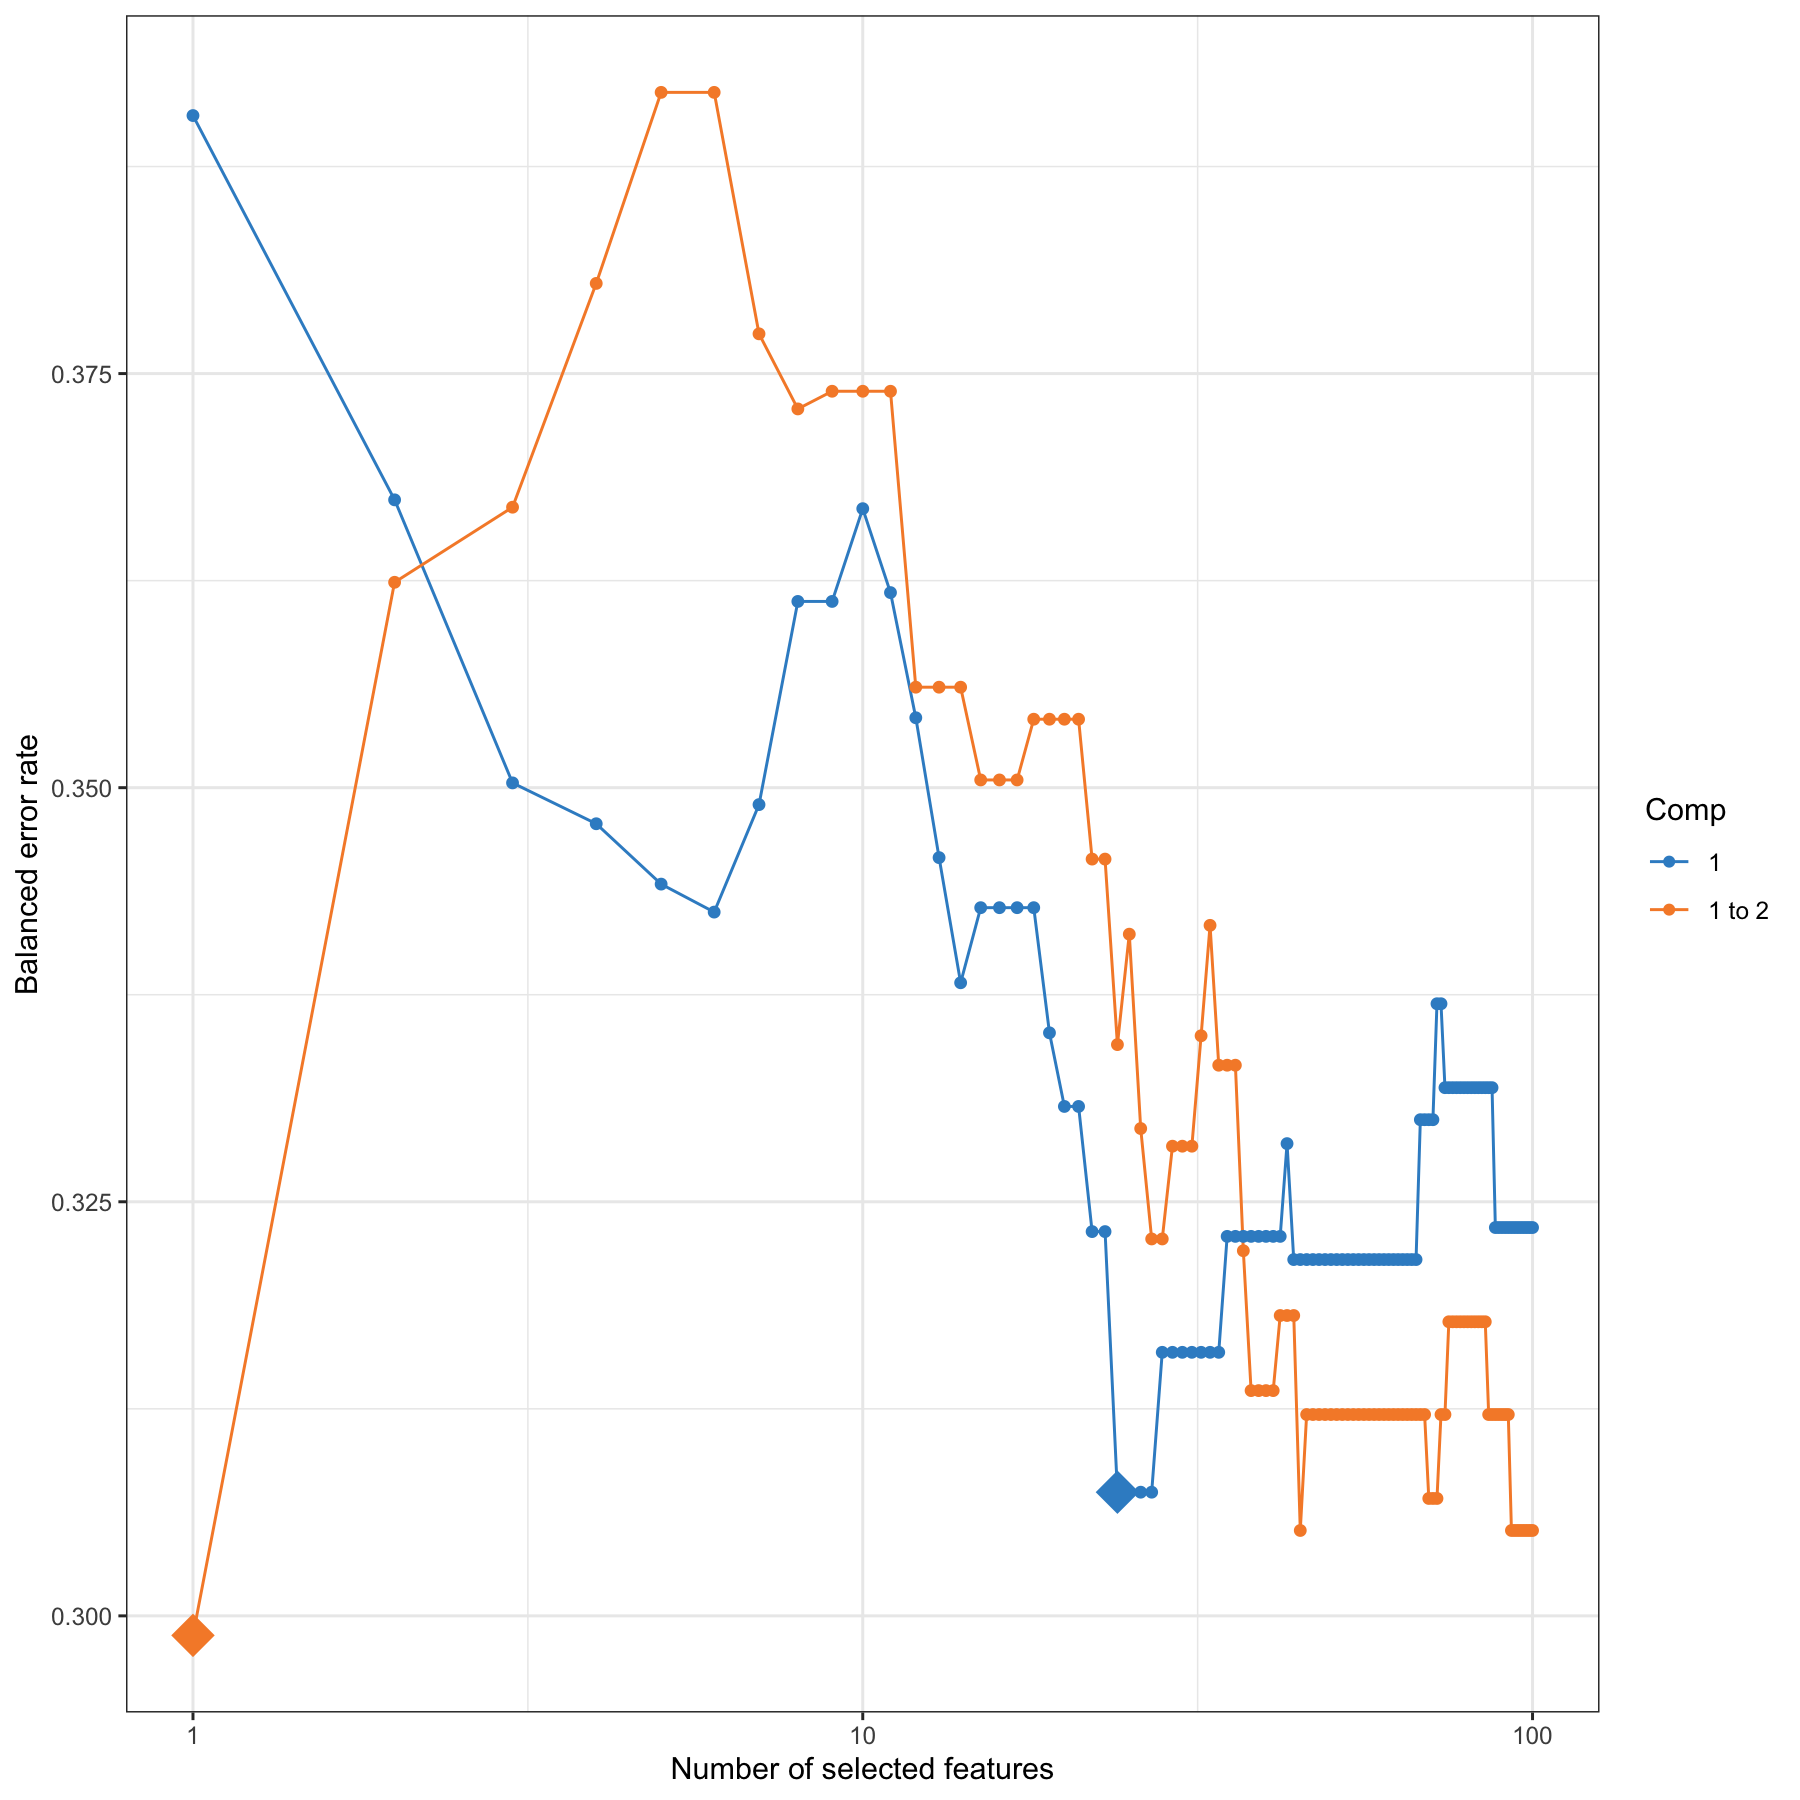 0.375
0.350
0.325
0.300
1
10
100
Number of selected features
Balanced error rate
Comp
1
1 to 2